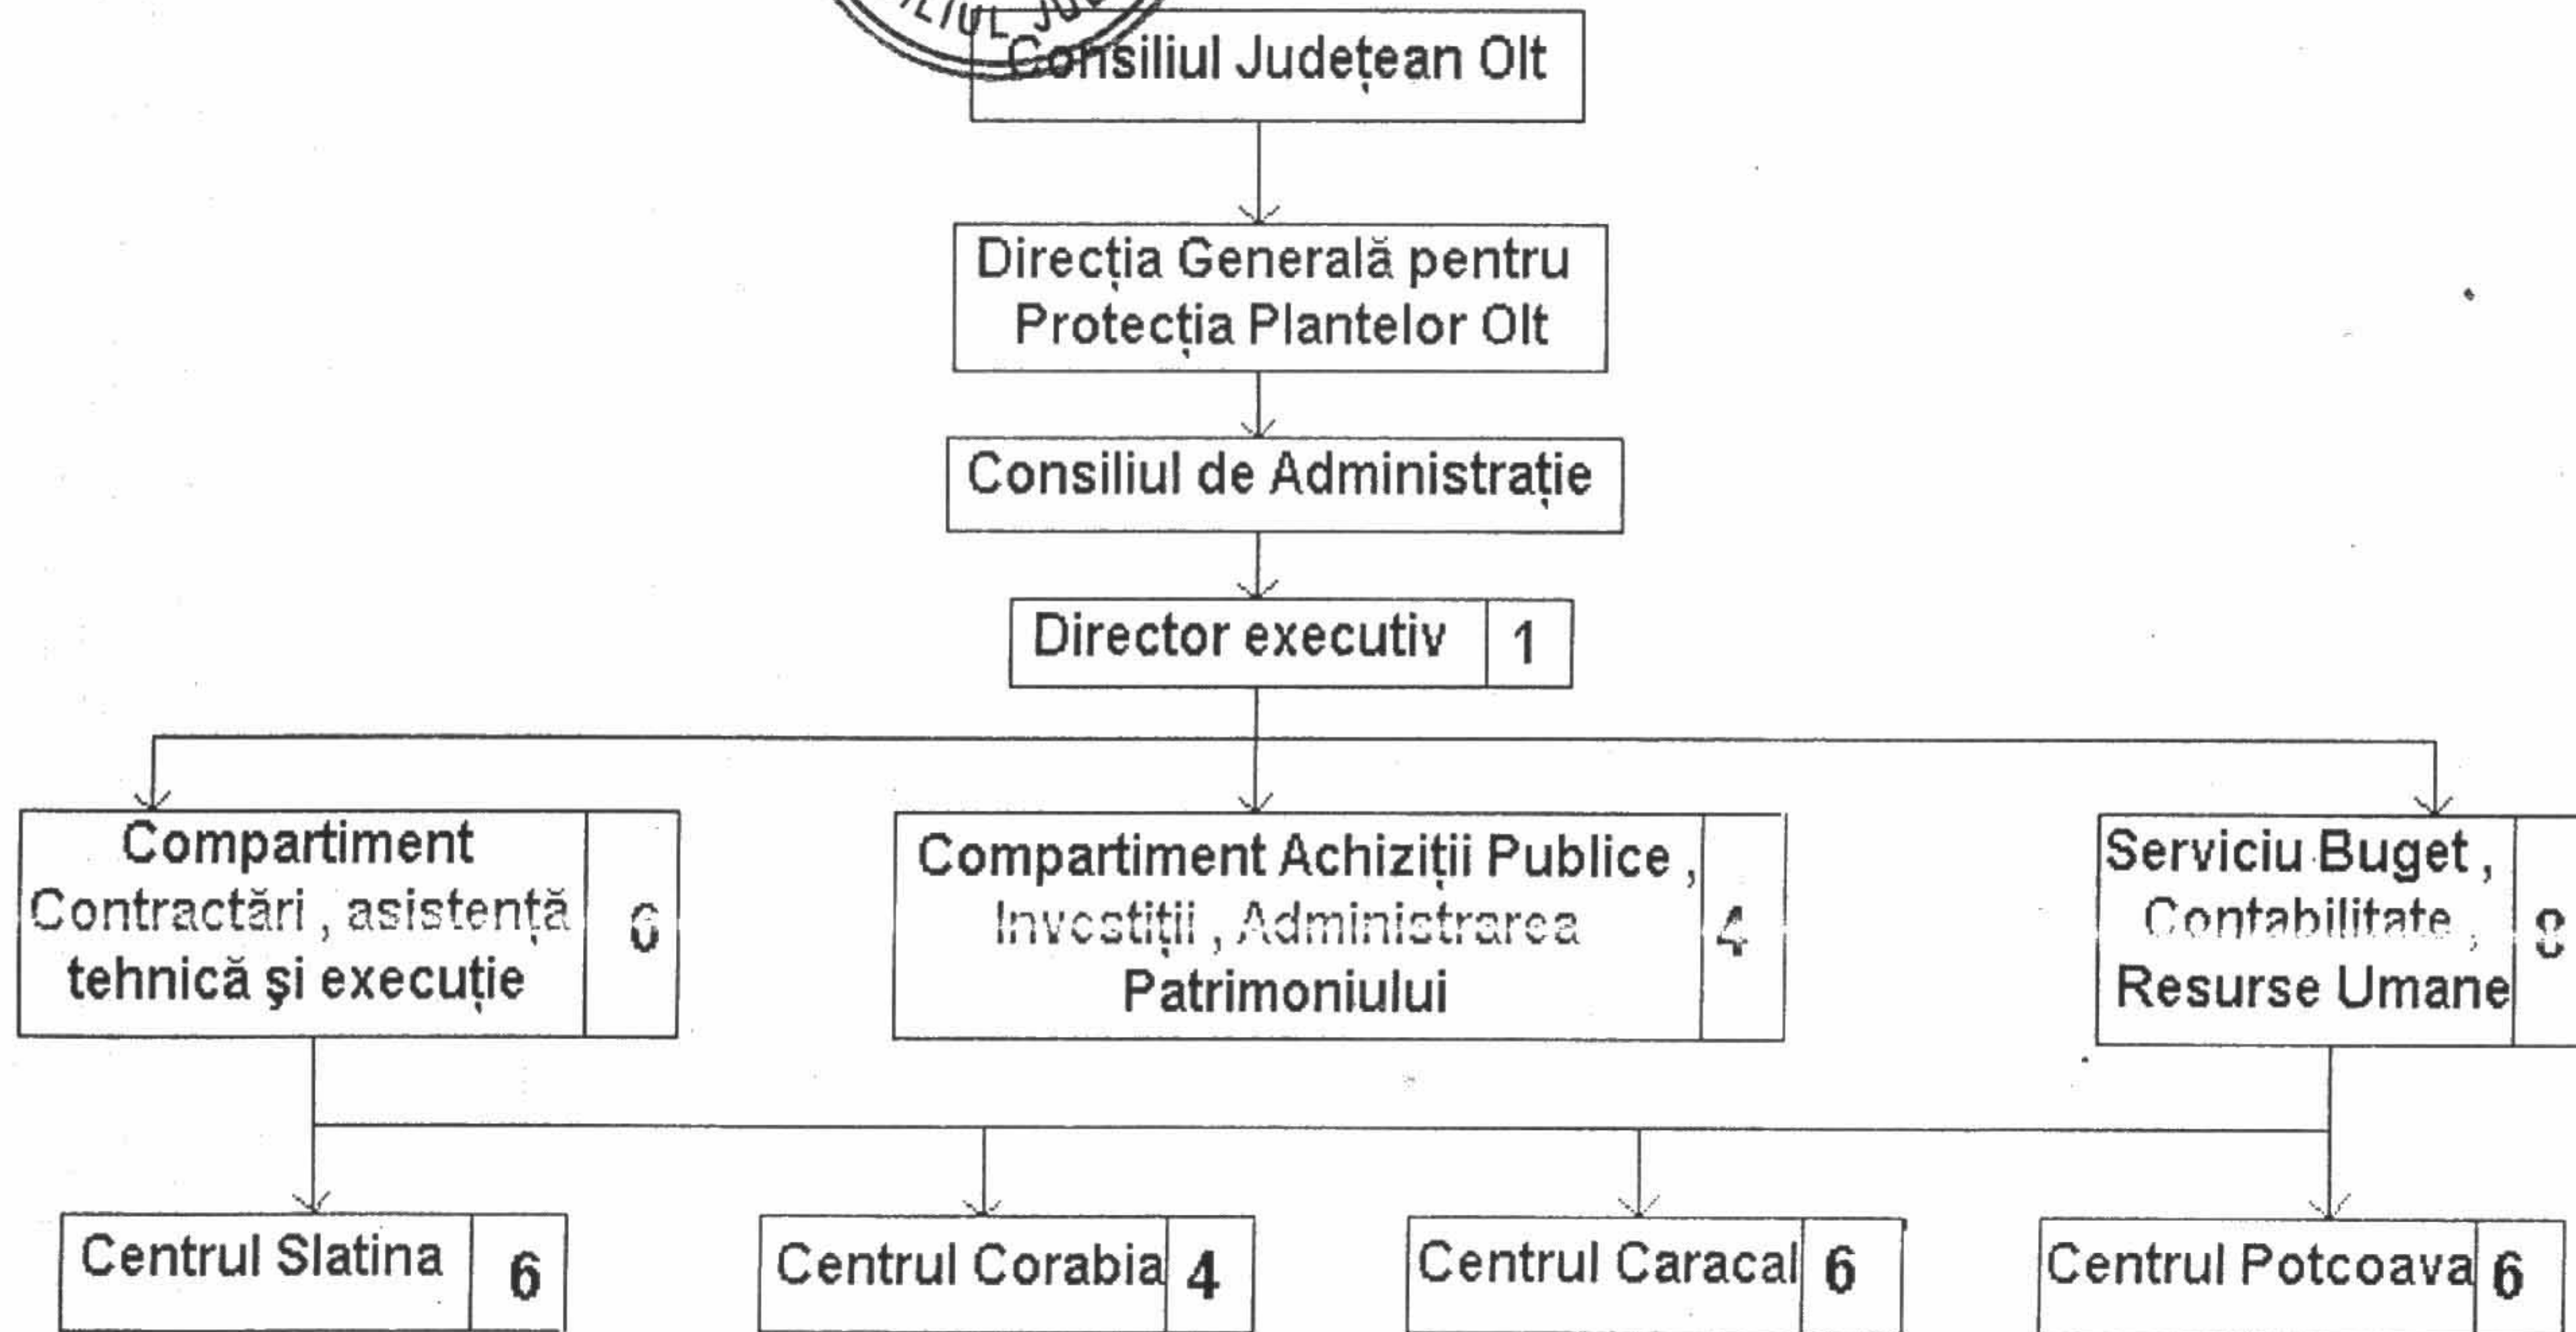 Consiliul Județean Olt
Direcția Generală pentru
Protecția Plantelor Olt
Consiliul de Administrație
Director executiv 1
Compartiment
Contractări , asistență 6
tehnică și execuție
Compartiment Achiziții Publice ,
Investiții , Administrarea 4
Patrimoniului
Serviciu Buget ,
Contabilitate ,
Resurse Umane
Centrul Slatina 6
Centrul Corabia 4
Centrul Caracal 6
Centrul Potcoava 6